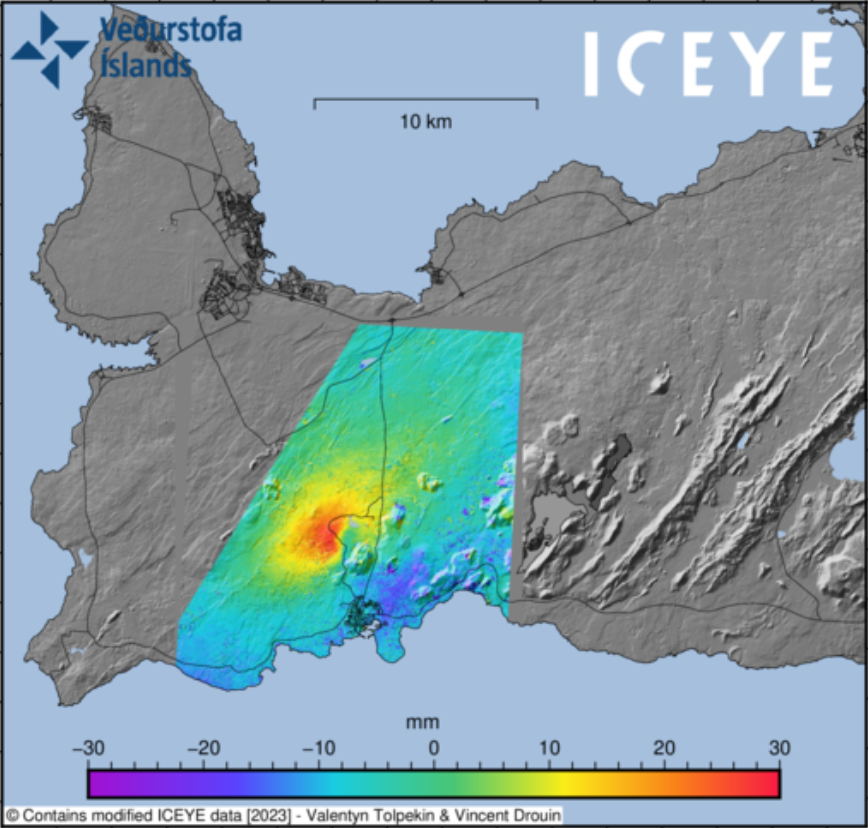 Veðurstofa
Íslands
ICEYE
10 km
mm
−30 −20 −10 0 10 20 30
© Contains modified ICEYE data [2023] - Valentyn Tolpekin & Vincent Drouin